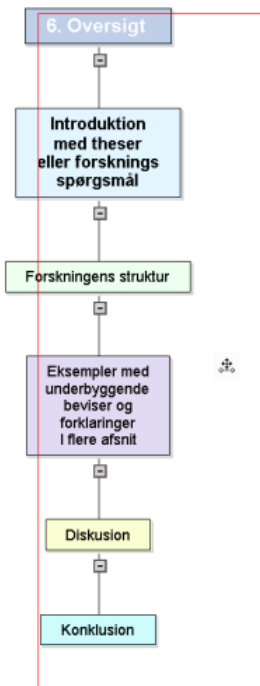 6. Oversigt
Introduktion
med theser
eller forsknings
spørgsmål
Forskningens struktur
Eksempler med
underbyggende
beviser og
forklaringer
I flere afsnit
Diskusion
Konklusion